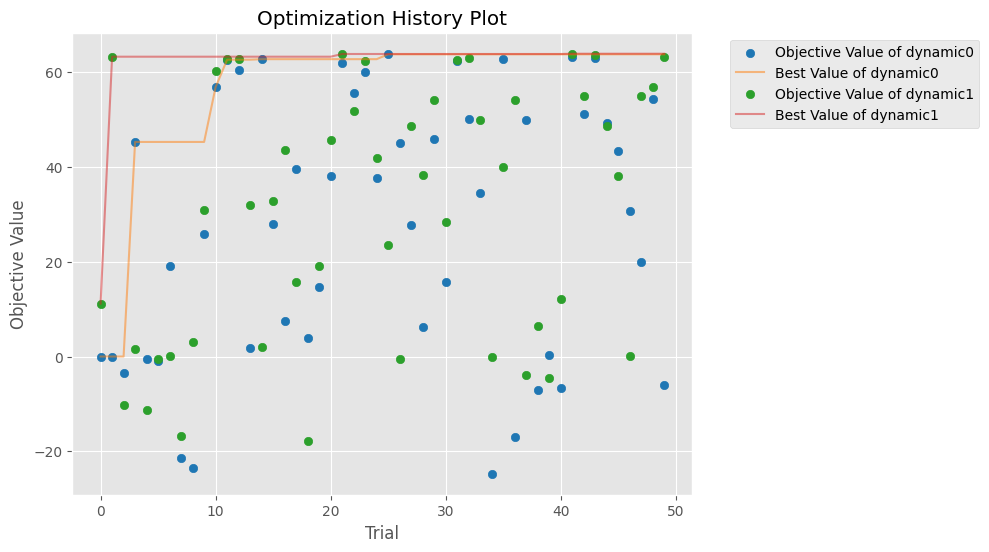 Optimization History Plot
Objective Value of dynamic0
Best Value of dynamic0
Objective Value of dynamic1
Best Value of dynamic1
Objective Value
60
40
20
0
−20
0 10 20 30 40 50
Trial